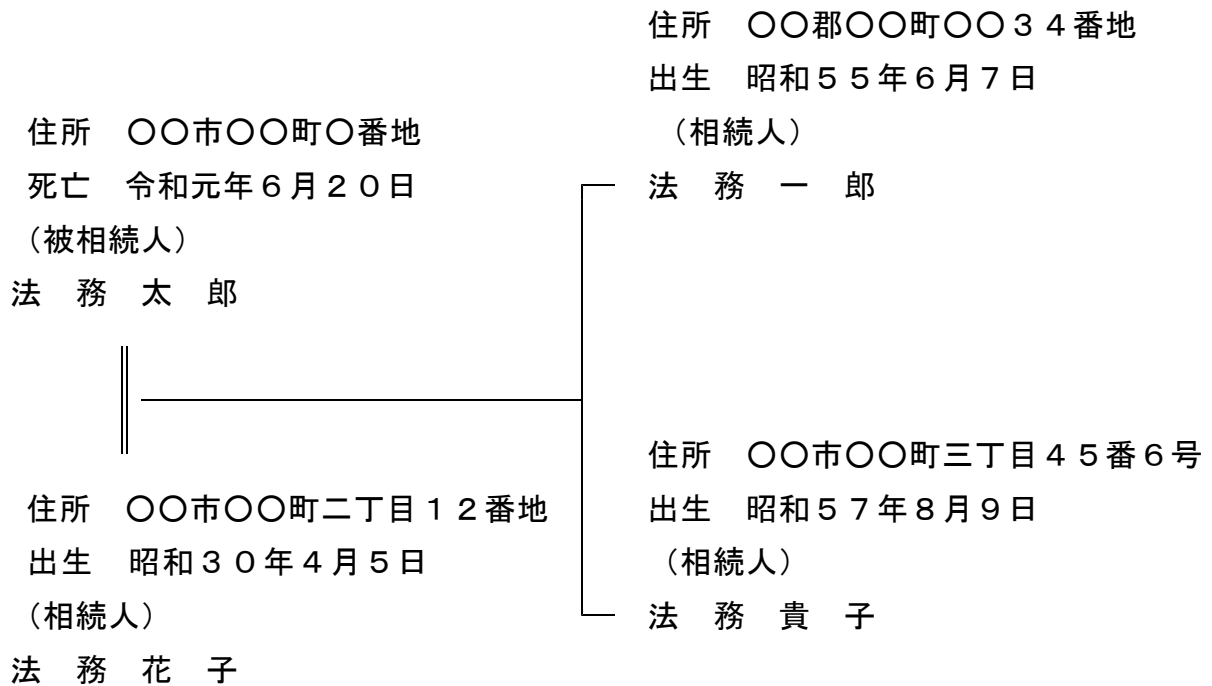 住所　〇〇郡〇〇町〇〇３４番地
出生　昭和５５年６月７日
（相続人）
法　務　一　郎
住所　〇〇市〇〇町〇番地
死亡　令和元年６月２０日
（被相続人）
法　務　太　郎
住所　〇〇市〇〇町二丁目１２番地
出生　昭和３０年４月５日
（相続人）
法　務　花　子
住所　〇〇市〇〇町三丁目４５番６号
出生　昭和５７年８月９日
（相続人）
法　務　貴　子